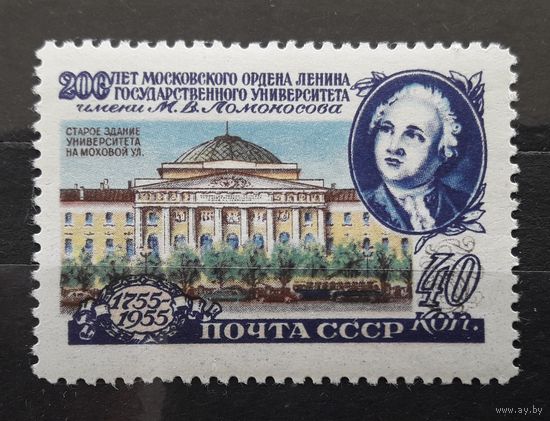 200 ЛЕТ МОСКОВСКОГО ОРДЕНА ЛЕНИНА
ГОСУДАРСТВЕННОГО УНИВЕРСИТЕТА
имени М. В. Ломоносова
СТАРОЕ ЗДАНИЕ
УНИВЕРСИТЕТА
НА МОХОВОЙ УЛ.
40
КОП.
1755-
1955
ПОЧТА СССР
www.ay.by